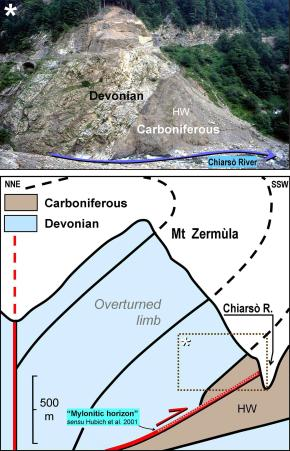 *
Devonian
HW
Carboniferous
Chiarsò River
NNE
SSW
Carboniferous
Devonian
Mt Zermùla
Overturned
limb
Chiarsò R.
*
500
m
"Mylonitic horizon"
sensu Hubich et al. 2001
HW